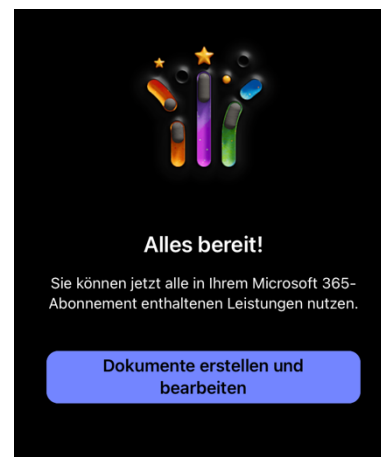 Alles bereit!
Sie können jetzt alle in Ihrem Microsoft 365-
Abonnement enthaltenen Leistungen nutzen.
Dokumente erstellen und
bearbeiten